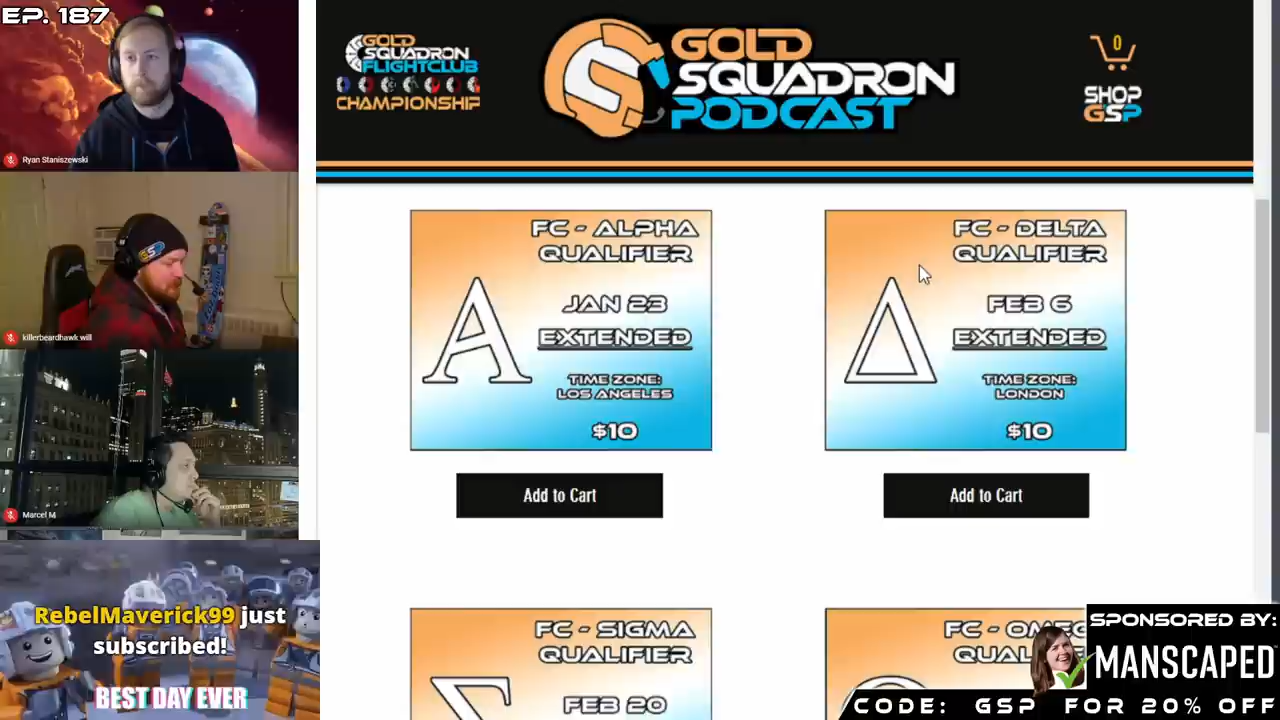 EP. 187
Ryan Staniszewski
killerbeardhawk will
Marcel M
RebelMaverick99 just
subscribed!
BEST DAY EVER
GOLD
SQUADRON
FLIGHTCLUB
CHAMPIONSHIP
GOLD
SQUADRON
PODCAST
0
SHOP
GSP
FC - ALPHA
QUALIFIER
A
JAN 23
EXTENDED
TIME ZONE:
LOS ANGELES
$10
Add to Cart
FC - DELTA
QUALIFIER
Δ
FEB 6
EXTENDED
TIME ZONE:
LONDON
$10
Add to Cart
FC - SIGMA
QUALIFIER
Σ
FEB 20
FC - OMEG
QUAL
SPONSORED BY:
MANSCAPED
CODE: GSP FOR 20% OFF